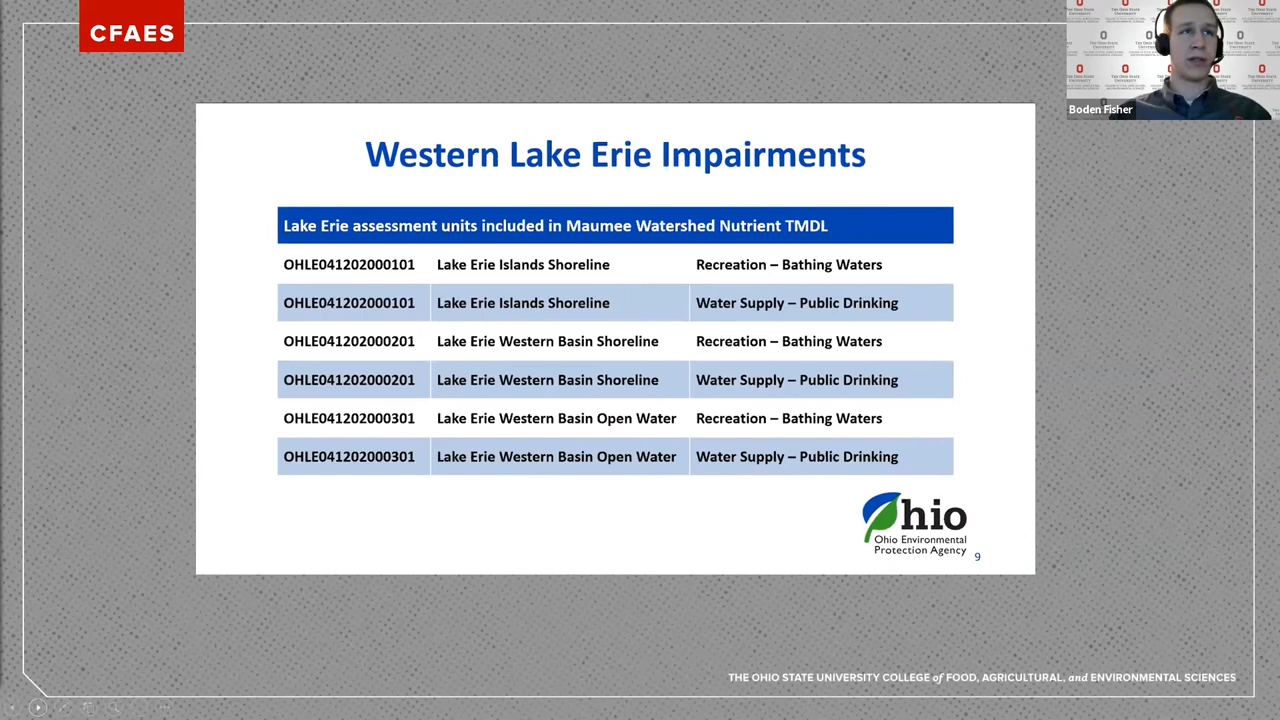 CFAES
Boden Fisher
Western Lake Erie Impairments
Lake Erie assessment units included in Maumee Watershed Nutrient TMDL
OHLE041202000101 Lake Erie Islands Shoreline Recreation – Bathing Waters
OHLE041202000101 Lake Erie Islands Shoreline Water Supply – Public Drinking
OHLE041202000201 Lake Erie Western Basin Shoreline Recreation – Bathing Waters
OHLE041202000201 Lake Erie Western Basin Shoreline Water Supply – Public Drinking
OHLE041202000301 Lake Erie Western Basin Open Water Recreation – Bathing Waters
OHLE041202000301 Lake Erie Western Basin Open Water Water Supply – Public Drinking
Ohio
Ohio Environmental
Protection Agency
9
THE OHIO STATE UNIVERSITY COLLEGE of FOOD, AGRICULTURAL, and ENVIRONMENTAL SCIENCES